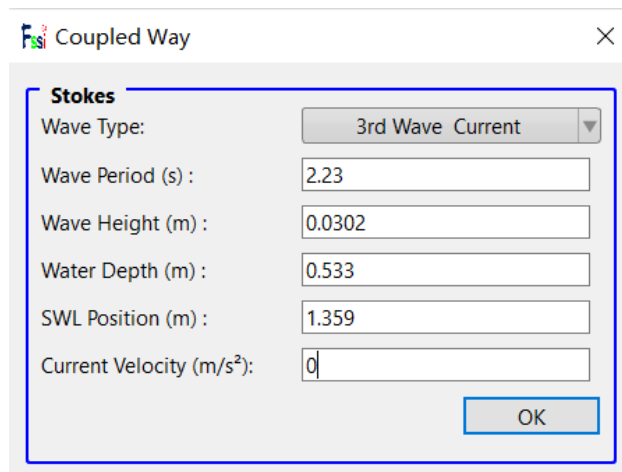 Fssi Coupled Way
Stokes
Wave Type: 3rd Wave Current
Wave Period (s) : 2.23
Wave Height (m) : 0.0302
Water Depth (m) : 0.533
SWL Position (m) : 1.359
Current Velocity (m/s²): 0
OK